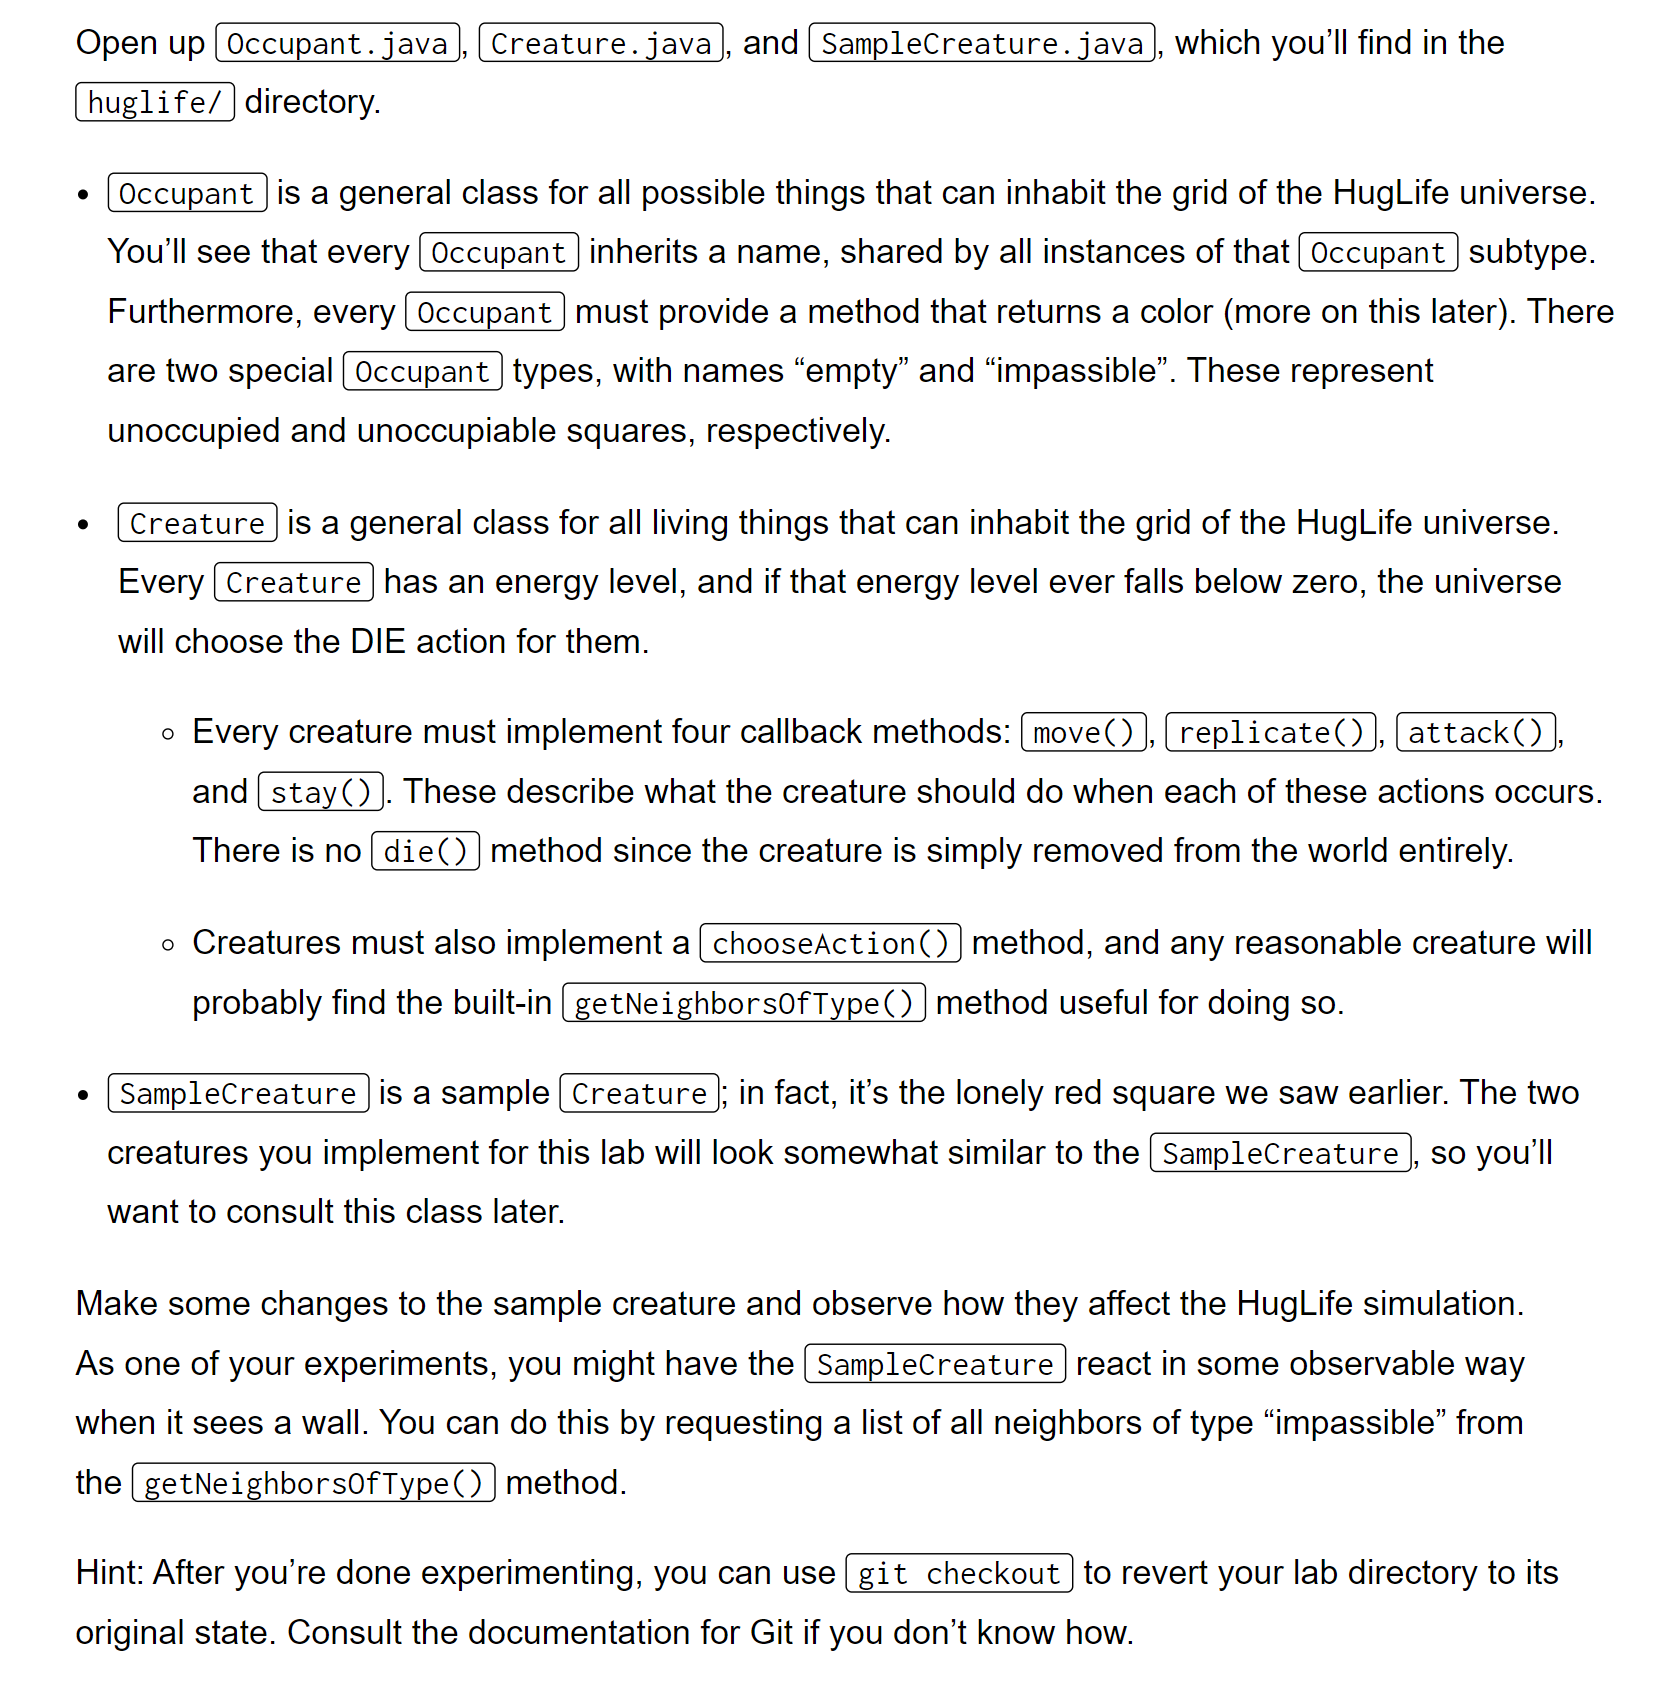 Open up Occupant.java, Creature.java, and SampleCreature.java, which you’ll find in the
huglife/ directory.
• Occupant is a general class for all possible things that can inhabit the grid of the HugLife universe.
You’ll see that every Occupant inherits a name, shared by all instances of that Occupant subtype.
Furthermore, every Occupant must provide a method that returns a color (more on this later). There
are two special Occupant types, with names “empty” and “impassible”. These represent
unoccupied and unoccupiable squares, respectively.
• Creature is a general class for all living things that can inhabit the grid of the HugLife universe.
Every Creature has an energy level, and if that energy level ever falls below zero, the universe
will choose the DIE action for them.
◦ Every creature must implement four callback methods: move(), replicate(), attack(),
and stay(). These describe what the creature should do when each of these actions occurs.
There is no die() method since the creature is simply removed from the world entirely.
◦ Creatures must also implement a chooseAction() method, and any reasonable creature will
probably find the built-in getNeighborsOfType() method useful for doing so.
• SampleCreature is a sample Creature; in fact, it’s the lonely red square we saw earlier. The two
creatures you implement for this lab will look somewhat similar to the SampleCreature, so you’ll
want to consult this class later.
Make some changes to the sample creature and observe how they affect the HugLife simulation.
As one of your experiments, you might have the SampleCreature react in some observable way
when it sees a wall. You can do this by requesting a list of all neighbors of type “impassible” from
the getNeighborsOfType() method.
Hint: After you’re done experimenting, you can use git checkout to revert your lab directory to its
original state. Consult the documentation for Git if you don’t know how.